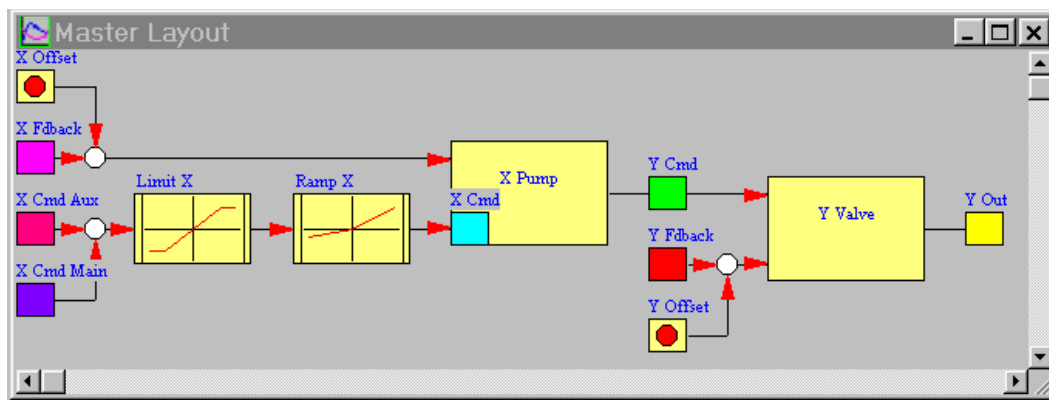 Master Layout
X Offset
X Fdback
Limit X
Ramp X
X Pump
Y Cmd
X Cmd Aux
X Cmd
Y Valve
Y Out
Y Fdback
X Cmd Main
Y Offset